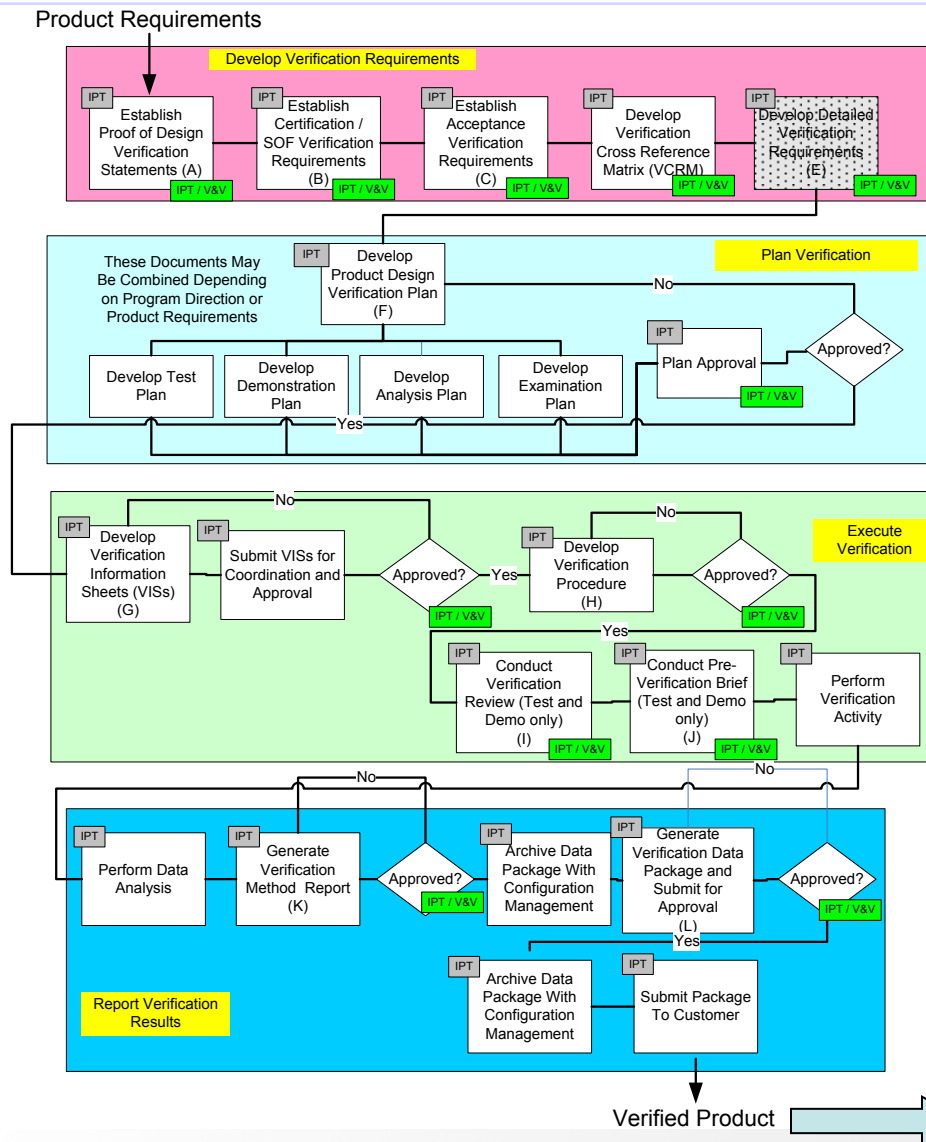 Product Requirements
Develop Verification Requirements
IPT
Establish
Proof of Design
Verification
Statements (A)
IPT / V&V
IPT
Establish
Certification /
SOF Verification
Requirements
(B)
IPT / V&V
IPT
Establish
Acceptance
Verification
Requirements
(C)
IPT / V&V
IPT
Develop
Verification
Cross Reference
Matrix (VCRM)
IPT / V&V
IPT
Develop Detailed
Verification
Requirements
(E)
IPT / V&V
These Documents May
Be Combined Depending
on Program Direction or
Product Requirements
IPT
Develop
Product Design
Verification Plan
(F)
Plan Verification
No
Approved?
IPT
Plan Approval
IPT / V&V
Develop Test
Plan
Develop
Demonstration
Plan
Develop
Analysis Plan
Develop
Examination
Plan
Yes
No
IPT
Develop
Verification
Information
Sheets (VISs)
(G)
IPT
Submit VISs for
Coordination and
Approval
Approved?
IPT / V&V
Yes
No
IPT
Develop
Verification
Procedure
(H)
Approved?
IPT / V&V
Execute
Verification
Yes
IPT
Conduct
Verification
Review (Test and
Demo only)
(I)
IPT / V&V
IPT
Conduct Pre-
Verification Brief
(Test and Demo
only)
(J)
IPT / V&V
IPT
Perform
Verification
Activity
No
No
IPT
Perform Data
Analysis
IPT
Generate
Verification
Method Report
(K)
Approved?
IPT / V&V
IPT
Archive Data
Package With
Configuration
Management
IPT
Generate
Verification Data
Package and
Submit for
Approval
(L)
Approved?
IPT / V&V
Yes
Report Verification
Results
IPT
Archive Data
Package With
Configuration
Management
IPT
Submit Package
To Customer
Verified Product